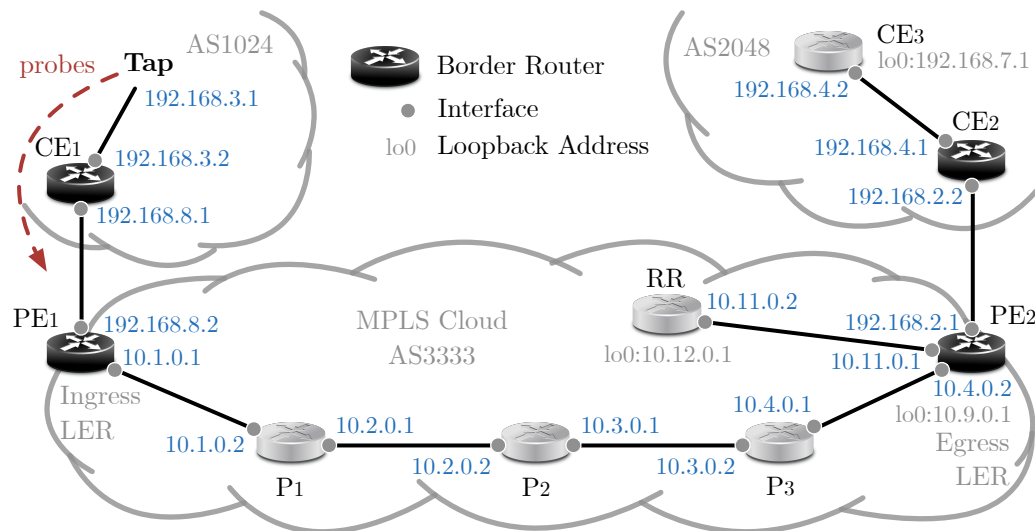 AS1024
probes
Tap
192.168.3.1
CE1
192.168.3.2
192.168.8.1
Border Router
Interface
lo0
Loopback Address
AS2048
CE3
lo0:192.168.7.1
192.168.4.2
CE2
192.168.4.1
192.168.2.2
PE1
192.168.8.2
10.1.0.1
Ingress
LER
MPLS Cloud
AS3333
RR
10.11.0.2
lo0:10.12.0.1
192.168.2.1
PE2
10.11.0.1
10.4.0.2
lo0:10.9.0.1
Egress
LER
10.1.0.2
10.2.0.1
P1
10.2.0.2
10.3.0.1
P2
10.3.0.2
10.4.0.1
P3